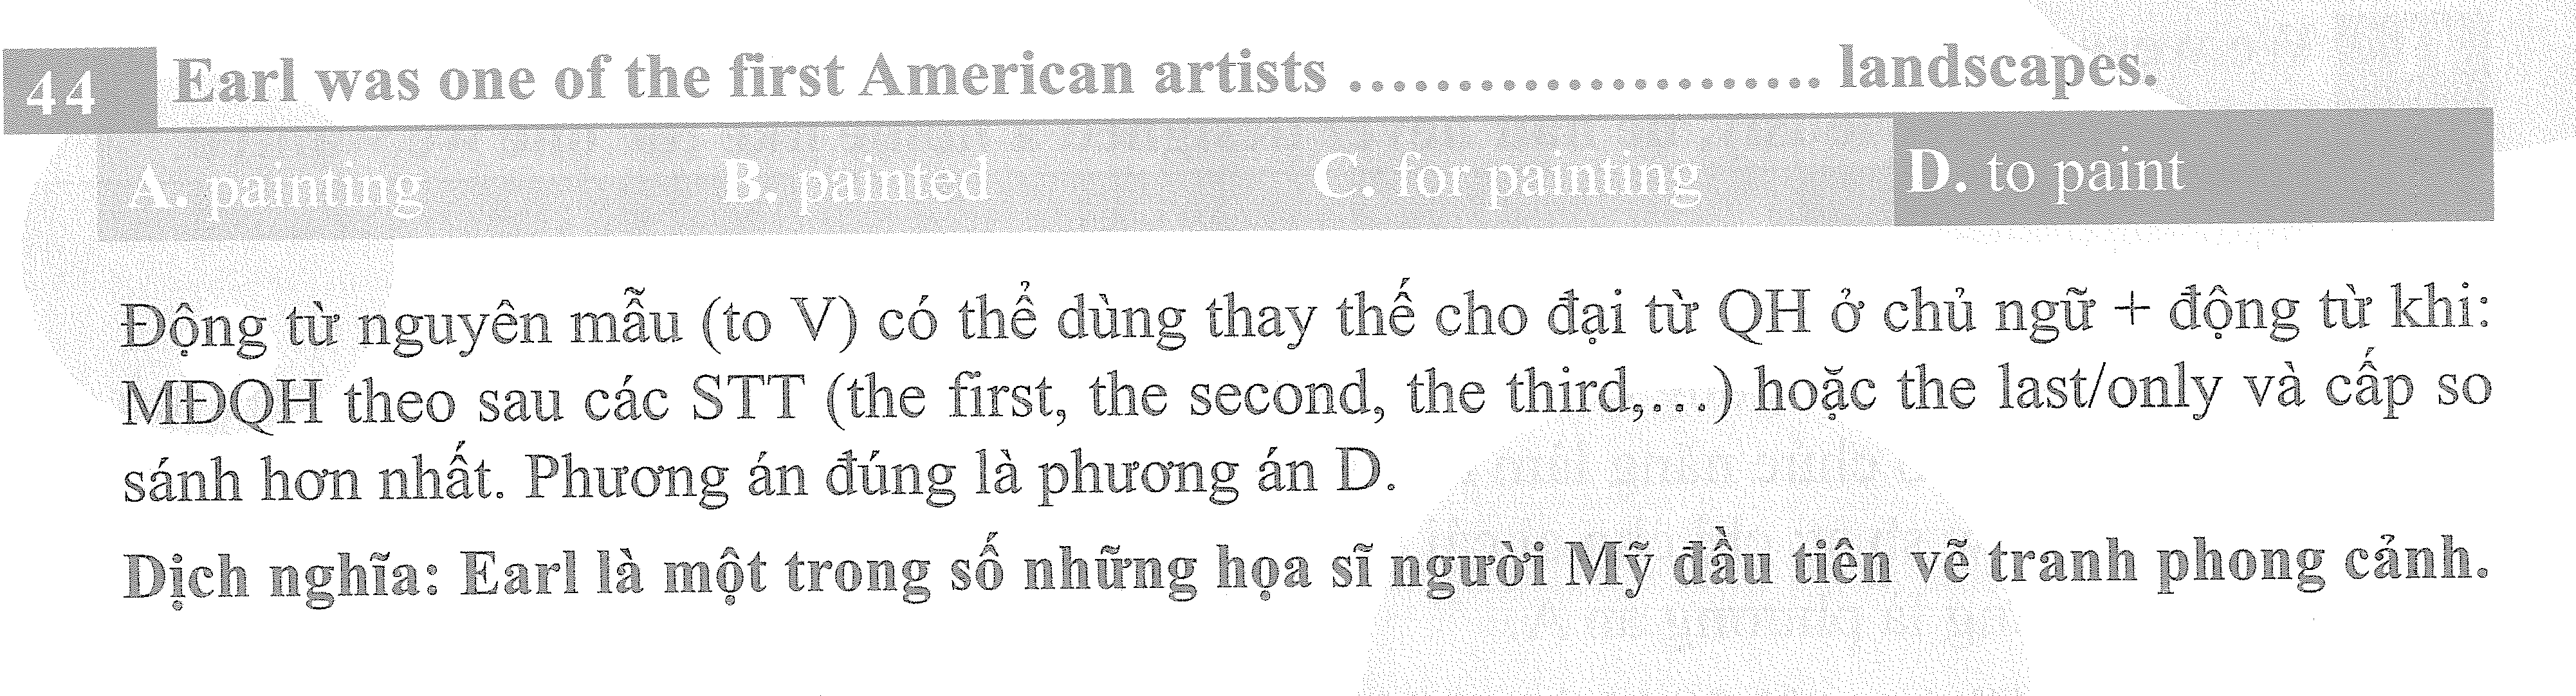 44 Earl was one of the first American artists ..................... landscapes.
A. painting B. painted C. for painting D. to paint
Động từ nguyên mẫu (to V) có thể dùng thay thế cho đại từ QH ở chủ ngữ + động từ khi:
MĐQH theo sau các STT (the first, the second, the third,…) hoặc the last/only và cấp so
sánh hơn nhất. Phương án đúng là phương án D.
Dịch nghĩa: Earl là một trong số những họa sĩ người Mỹ đầu tiên vẽ tranh phong cảnh.